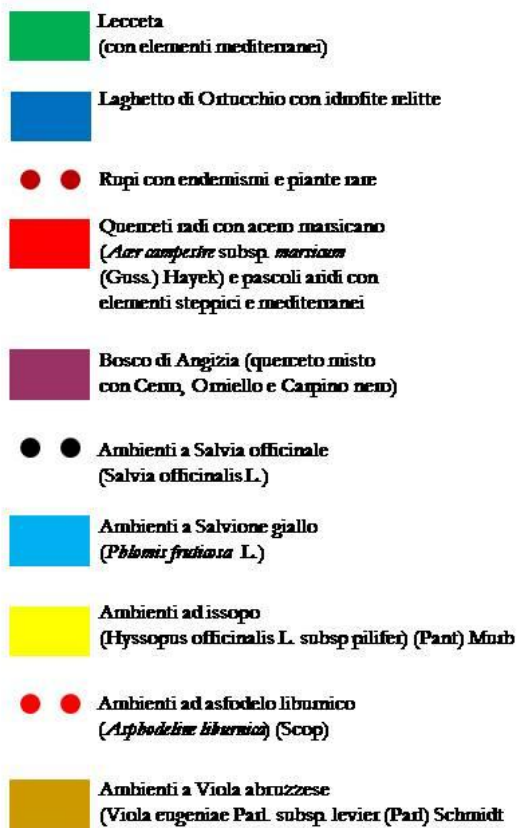 Lecceta
(con elementi mediterranei)
Laghetto di Ortucchio con idrofite relitte
Rupi con endemismi e piante rare
Querceti radi con acero marsicano
(Acer campestre subsp. marsicum
(Guss.) Hayek) e pascoli aridi con
elementi steppici e mediterranei
Bosco di Angizia (querceto misto
con Cerro, Orniello e Carpino nero)
Ambienti a Salvia officinale
(Salvia officinalis L.)
Ambienti a Salvione giallo
(Phlomis fruticosa L.)
Ambienti ad issopo
(Hyssopus officinalis L. subsp pilifer) (Pant) Murb
Ambienti ad asfodelo liburnico
(Asphodeline liburnica) (Scop)
Ambienti a Viola abruzzese
(Viola eugeniae Parl. subsp. levier (Parl) Schmidt